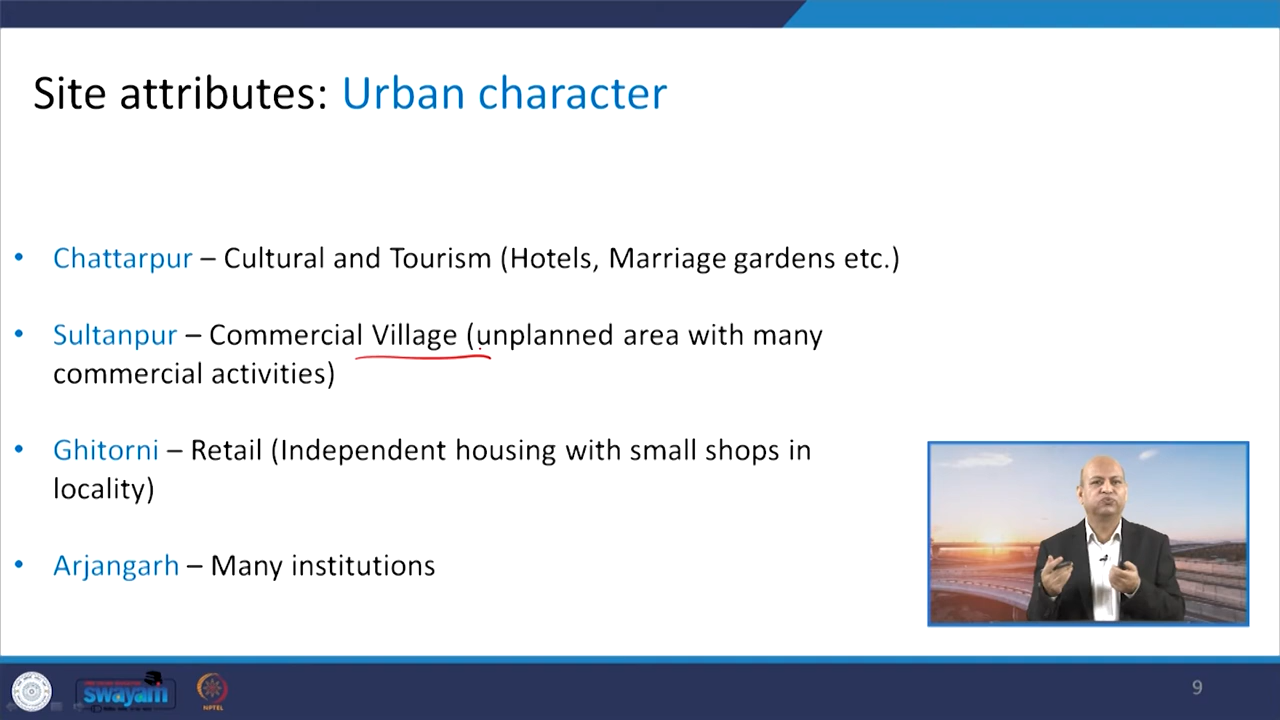 Site attributes: Urban character
• Chattarpur – Cultural and Tourism (Hotels, Marriage gardens etc.)
• Sultanpur – Commercial Village (unplanned area with many
commercial activities)
• Ghitorni – Retail (Independent housing with small shops in
locality)
• Arjangarh – Many institutions
swayam
NPTEL
9